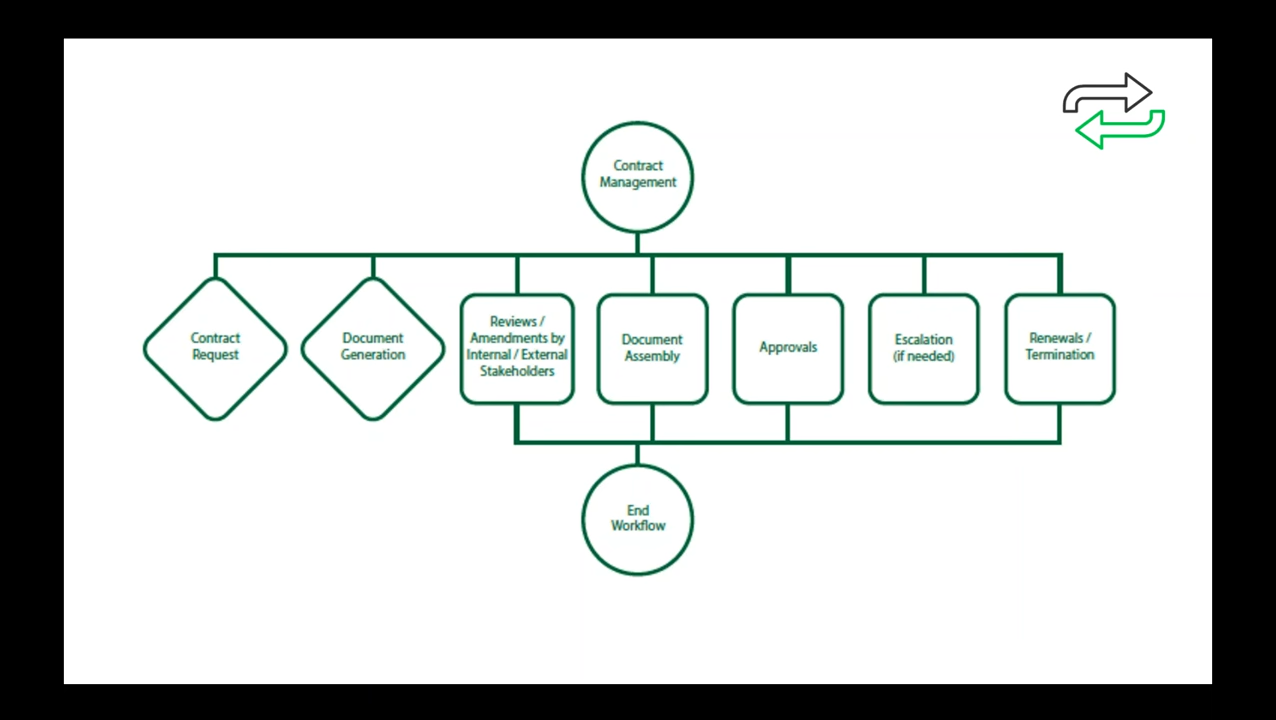 Contract
Management
Contract
Request
Document
Generation
Reviews /
Amendments by
Internal / External
Stakeholders
Document
Assembly
Approvals
Escalation
(if needed)
Renewals /
Termination
End
Workflow